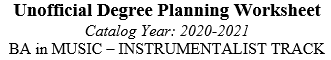 Unofficial Degree Planning Worksheet
Catalog Year: 2020-2021
BA in MUSIC – INSTRUMENTALIST TRACK